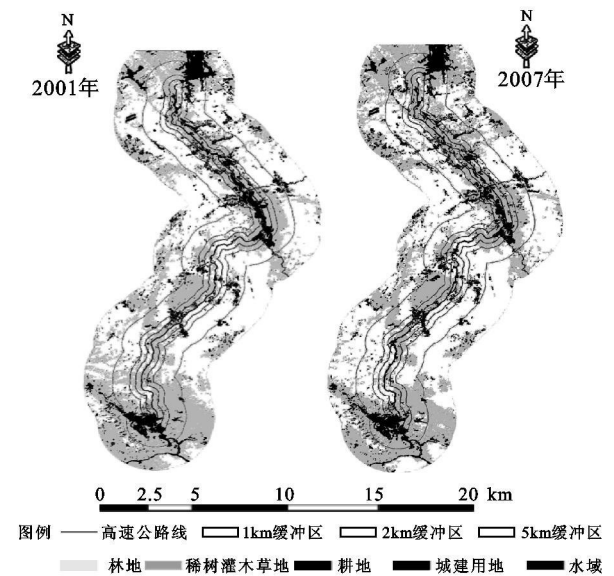 N
2001年
N
2007年
0 2.5 5 10 15 20 km
图例 高速公路线 1km缓冲区 2km缓冲区 5km缓冲区
林地 稀树灌木草地 耕地 城建用地 水域